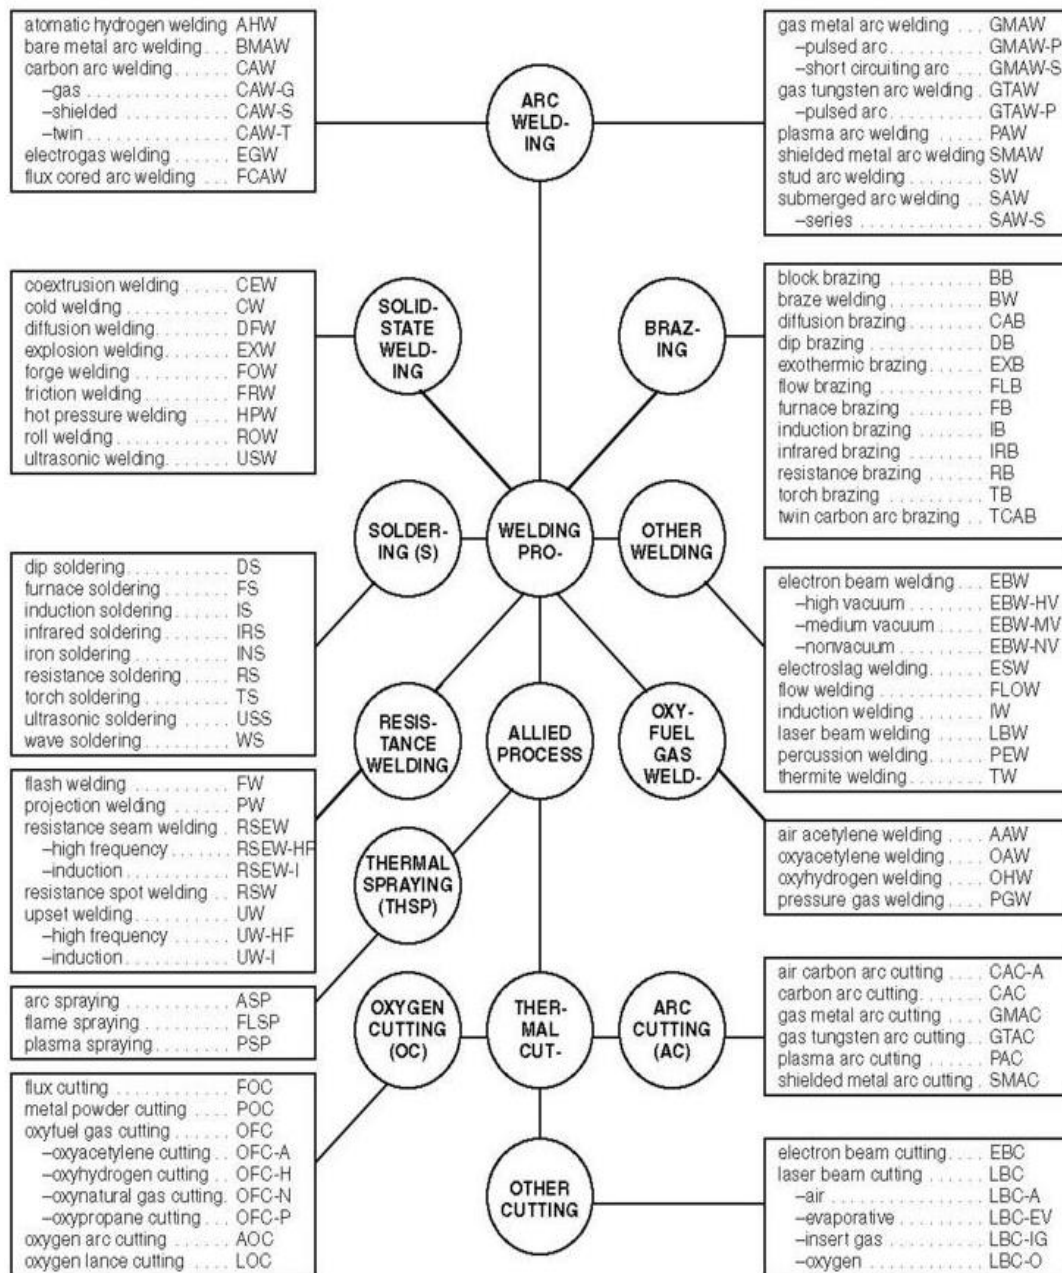 atomatic hydrogen welding AHW
bare metal arc welding . . . BMAW
carbon arc welding . . . . . . CAW
–gas . . . . . . . . . . . . . . . CAW-G
–shielded . . . . . . . . . . . CAW-S
–twin . . . . . . . . . . . . . . CAW-T
electrogas welding . . . . . . EGW
flux cored arc welding . . . FCAW
ARC
WELD-
ING
gas metal arc welding . . . GMAW
–pulsed arc . . . . . . . . . GMAW-P
–short circuiting arc . . . GMAW-S
gas tungsten arc welding . GTAW
–pulsed arc . . . . . . . . . GTAW-P
plasma arc welding . . . . . PAW
shielded metal arc welding SMAW
stud arc welding . . . . . . . . SW
submerged arc welding . . SAW
–series . . . . . . . . . . . . . SAW-S
coextrusion welding . . . . . CEW
cold welding . . . . . . . . . . . CW
diffusion welding . . . . . . . . DFW
explosion welding . . . . . . . EXW
forge welding . . . . . . . . . . FOW
friction welding . . . . . . . . . FRW
hot pressure welding . . . . HPW
roll welding . . . . . . . . . . . . ROW
ultrasonic welding . . . . . . . USW
SOLID-
STATE
WELD-
ING
BRAZ-
ING
block brazing . . . . . . . . . . BB
braze welding . . . . . . . . . . BW
diffusion brazing . . . . . . . . CAB
dip brazing . . . . . . . . . . . . DB
exothermic brazing . . . . . . EXB
flow brazing . . . . . . . . . . . FLB
furnace brazing . . . . . . . . FB
induction brazing . . . . . . . IB
infrared brazing . . . . . . . . IRB
resistance brazing . . . . . . RB
torch brazing . . . . . . . . . . TB
twin carbon arc brazing . . TCAB
SOLDER-
ING (S)
WELDING
PRO-
OTHER
WELDING
dip soldering . . . . . . . . . . . DS
furnace soldering . . . . . . . FS
induction soldering . . . . . . IS
infrared soldering . . . . . . . IRS
iron soldering . . . . . . . . . . INS
resistance soldering . . . . . RS
torch soldering . . . . . . . . . TS
ultrasonic soldering . . . . . USS
wave soldering . . . . . . . . . WS
electron beam welding . . . EBW
–high vacuum . . . . . . . . EBW-HV
–medium vacuum . . . . . EBW-MV
–nonvacuum . . . . . . . . . EBW-NV
electroslag welding . . . . . . ESW
flow welding . . . . . . . . . . . FLOW
induction welding . . . . . . . IW
laser beam welding . . . . . LBW
percussion welding . . . . . . PEW
thermite welding . . . . . . . . TW
RESIS-
TANCE
WELDING
ALLIED
PROCESS
OXY-
FUEL
GAS
WELD-
flash welding . . . . . . . . . . FW
projection welding . . . . . . PW
resistance seam welding . RSEW
–high frequency . . . . . . RSEW-HF
–induction . . . . . . . . . . . RSEW-I
resistance spot welding . . RSW
upset welding . . . . . . . . . . UW
–high frequency . . . . . . UW-HF
–induction . . . . . . . . . . . UW-I
THERMAL
SPRAYING
(THSP)
air acetylene welding . . . . AAW
oxyacetylene welding . . . . OAW
oxyhydrogen welding . . . . OHW
pressure gas welding . . . . PGW
arc spraying . . . . . . . . . . . ASP
flame spraying . . . . . . . . . FLSP
plasma spraying . . . . . . . . PSP
OXYGEN
CUTTING
(OC)
THER-
MAL
CUT-
ARC
CUTTING
(AC)
air carbon arc cutting . . . . CAC-A
carbon arc cutting . . . . . . . CAC
gas metal arc cutting . . . . GMAC
gas tungsten arc cutting . . GTAC
plasma arc cutting . . . . . . PAC
shielded metal arc cutting . SMAC
flux cutting . . . . . . . . . . . . FOC
metal powder cutting . . . . POC
oxyfuel gas cutting . . . . . . OFC
–oxyacetylene cutting . . OFC-A
–oxyhydrogen cutting . . OFC-H
–oxynatural gas cutting . OFC-N
–oxypropane cutting . . . OFC-P
oxygen arc cutting . . . . . . AOC
oxygen lance cutting . . . . LOC
OTHER
CUTTING
electron beam cutting . . . . EBC
laser beam cutting . . . . . . LBC
–air . . . . . . . . . . . . . . . . LBC-A
–evaporative . . . . . . . . . LBC-EV
–insert gas . . . . . . . . . . LBC-IG
–oxygen . . . . . . . . . . . . LBC-O